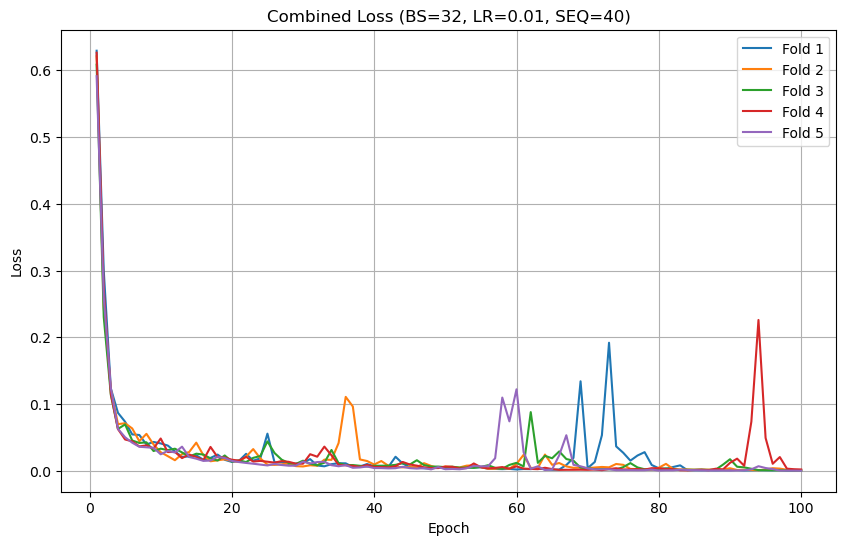 Combined Loss (BS=32, LR=0.01, SEQ=40)
Fold 1
Fold 2
Fold 3
Fold 4
Fold 5
Loss
0.6
0.5
0.4
0.3
0.2
0.1
0.0
0 20 40 60 80 100
Epoch